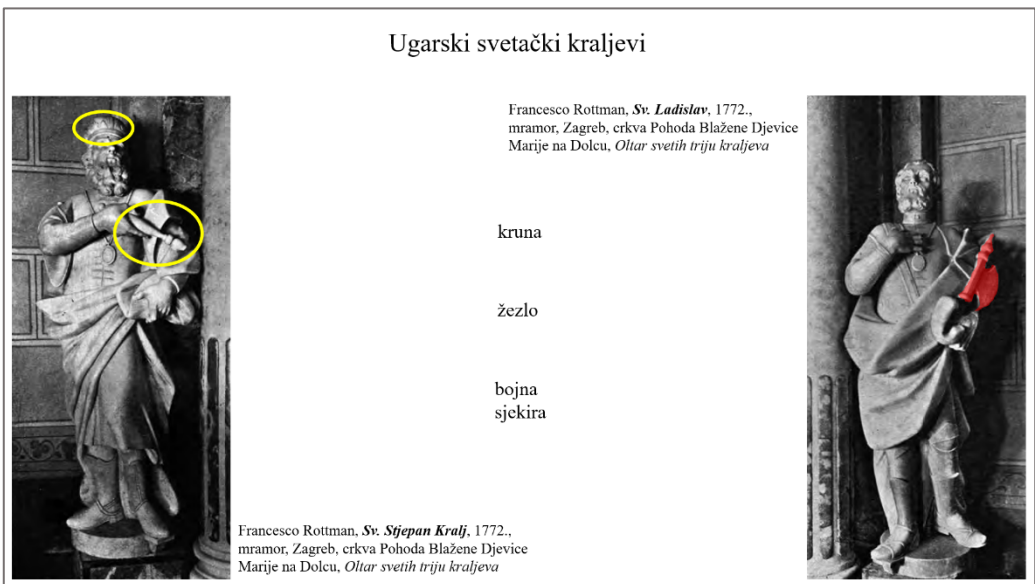 Ugarski svetački kraljevi
Francesco Rottman, Sv. Ladislav, 1772.,
mramor, Zagreb, crkva Pohoda Blažene Djevice
Marije na Dolcu, Oltar svetih triju kraljeva
kruna
žezlo
bojna
sjekira
Francesco Rottman, Sv. Stjepan Kralj, 1772.,
mramor, Zagreb, crkva Pohoda Blažene Djevice
Marije na Dolcu, Oltar svetih triju kraljeva